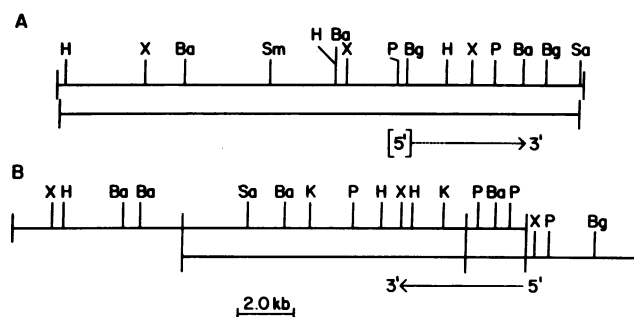 A
H Ba
H X Ba Sm X P Bg H X P Ba Bg Sa
[5'] 3'
B
X H Ba Ba Sa Ba K P H X H K P Ba P
X P Bg
3' 5'
2.0 kb